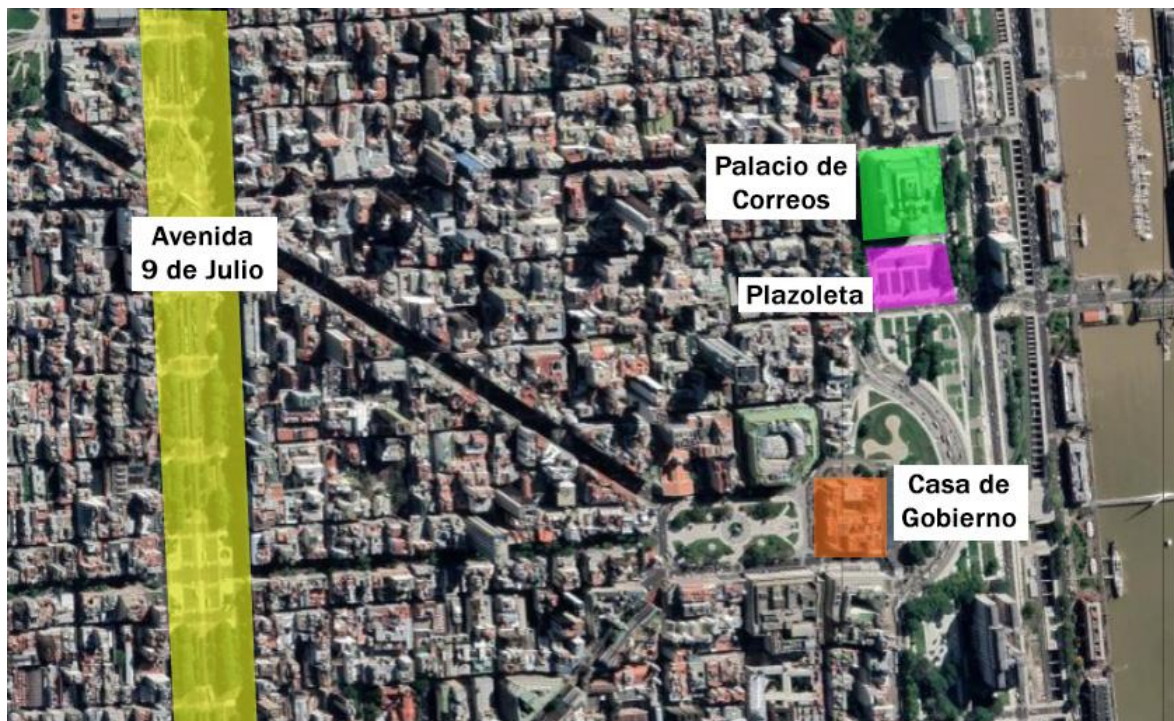 Palacio de
Correos
Avenida
9 de Julio
Plazoleta
Casa de
Gobierno